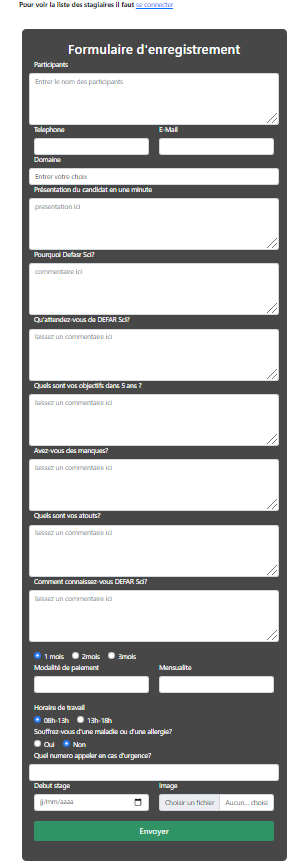 Pour voir la liste des stagiaires il faut se connecter
Formulaire d'enregistrement
Participants
Entrer le nom des participants
Telephone E-Mail
Domaine
Entrer votre choix
Présentation du candidat en une minute
presentation ici
Pourquoi Defasr Sci?
commentaire ici
Qu'attendez-vous de DEFAR Sci?
laissez un commentaire ici
Quels sont vos objectifs dans 5 ans ?
laissez un commentaire ici
Avez-vous des manques?
laissez un commentaire ici
Quels sont vos atouts?
laissez un commentaire ici
Comment connaissez-vous DEFAR Sci?
laissez un commentaire ici
1 mois 2mois 3mois
Modalité de paiement Mensualite
Horaire de travail
08h-13h 13h-18h
Souffrez-vous d'une maladie ou d'une allergie?
Oui Non
Quel numero appeler en cas d'urgence?
Debut stage Image
jj/mm/aaaa Choisir un fichier Aucun... choisi
Envoyer